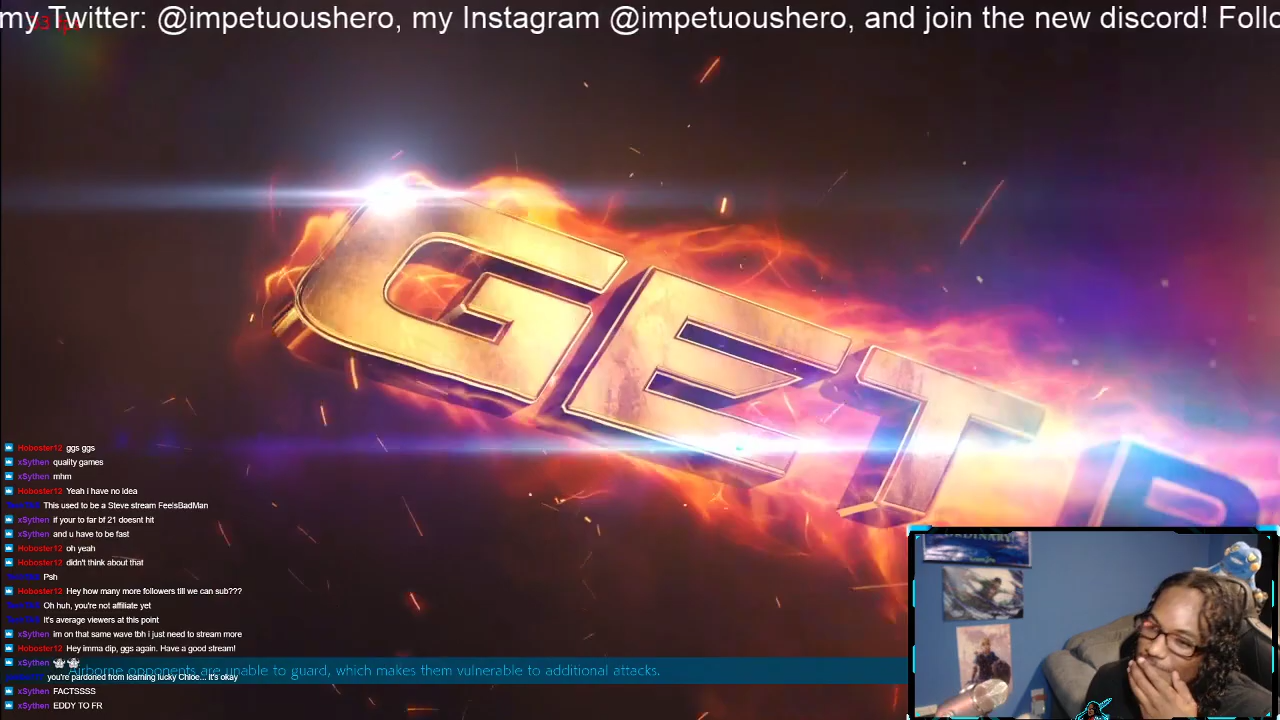 my Twitter: @impetuoushero, my Instagram @impetuoushero, and join the new discord! Follo
GET
Hoboster12 ggs ggs
xSythen quality games
xSythen mhm
Hoboster12 Yeah i have no idea
This used to be a Steve stream FeelsBadMan
xSythen if your to far bf 21 doesnt hit
xSythen and u have to be fast
Hoboster12 oh yeah
Hoboster12 didn't think about that
Psh
Hoboster12 Hey how many more followers till we can sub???
Oh huh, you're not affiliate yet
It's average viewers at this point
xSythen im on that same wave tbh i just need to stream more
Hoboster12 Hey imma dip, ggs again. Have a good stream!
xSythen
Airborne opponents are unable to guard, which makes them vulnerable to additional attacks.
you're pardoned from learning lucky Chloe... it's okay
xSythen FACTSSSS
xSythen EDDY TO FR